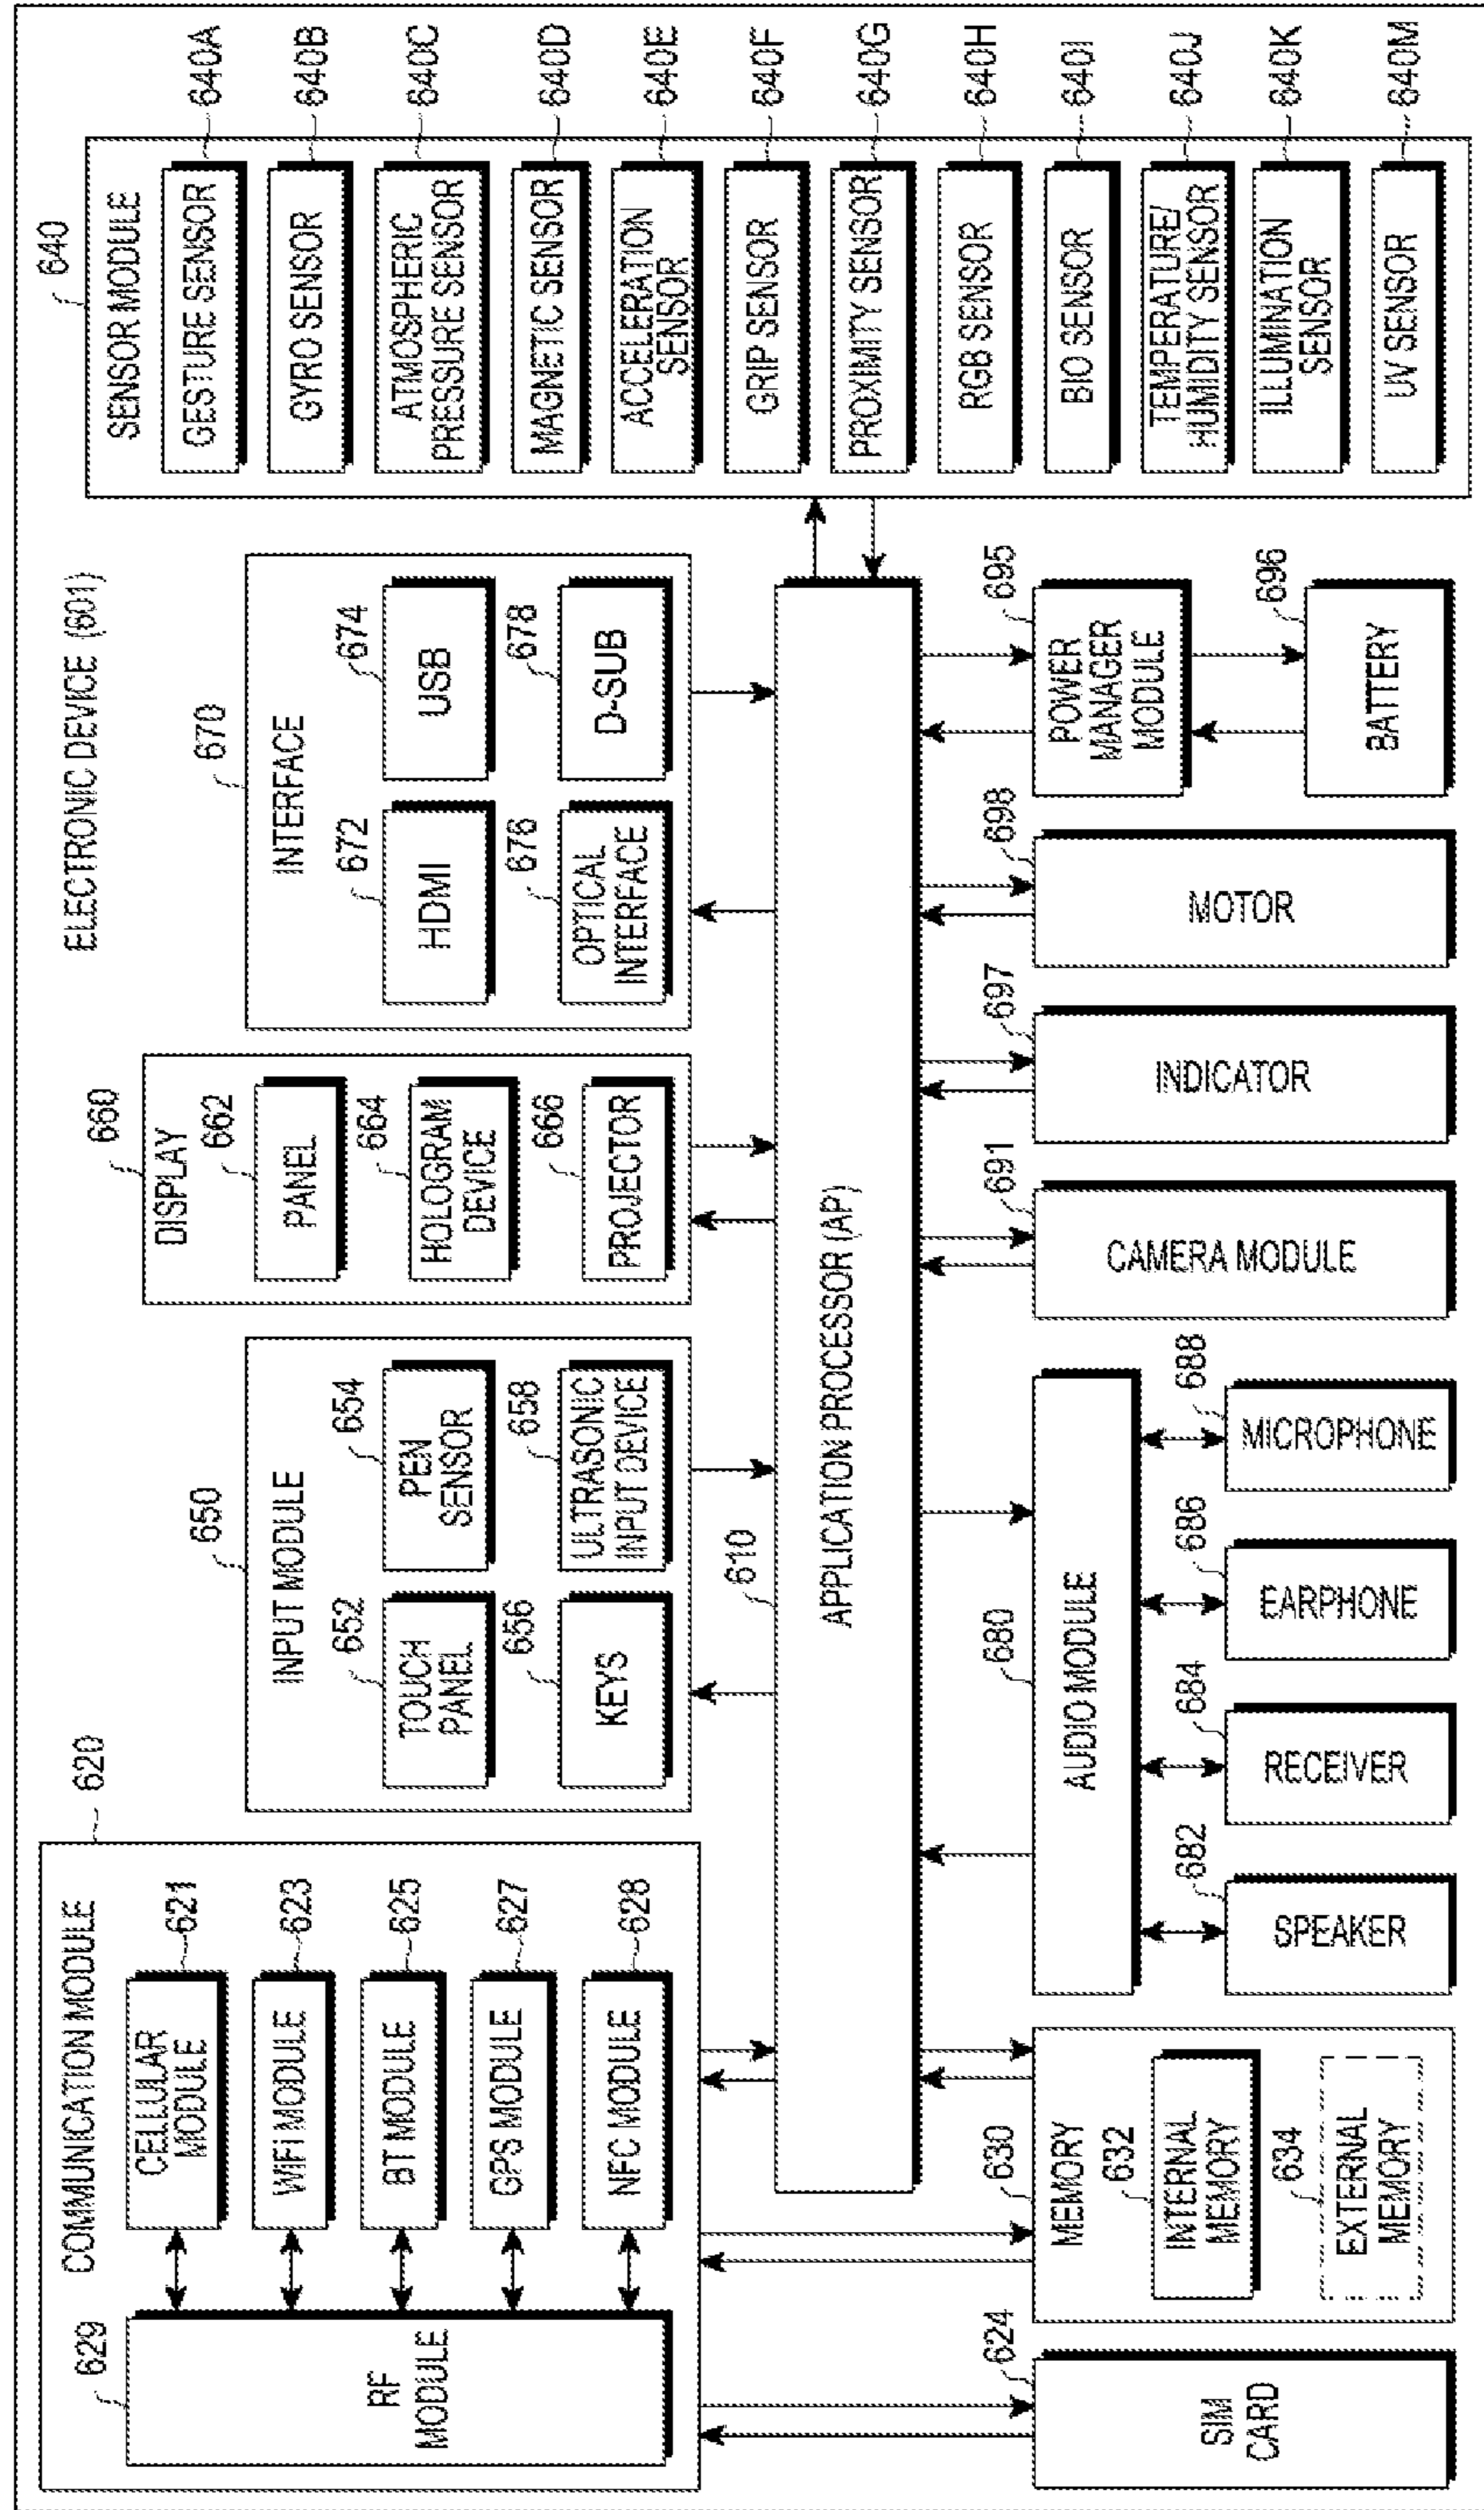 ELECTRONIC DEVICE (601)
620
COMMUNICATION MODULE
629
RF
MODULE
621
CELLULAR
MODULE
623
WiFi MODULE
625
BT MODULE
627
GPS MODULE
628
NFC MODULE
650
INPUT MODULE
652
TOUCH
PANEL
654
PEN
SENSOR
656
KEYS
658
ULTRASONIC
INPUT DEVICE
660
DISPLAY
662
PANEL
664
HOLOGRAM
DEVICE
666
PROJECTOR
670
INTERFACE
672
HDMI
674
USB
676
OPTICAL
INTERFACE
678
D-SUB
640
SENSOR MODULE
GESTURE SENSOR
640A
GYRO SENSOR
640B
ATMOSPHERIC
PRESSURE SENSOR
640C
MAGNETIC SENSOR
640D
ACCELERATION
SENSOR
640E
GRIP SENSOR
640F
PROXIMITY SENSOR
640G
RGB SENSOR
640H
BIO SENSOR
640I
TEMPERATURE/
HUMIDITY SENSOR
640J
ILLUMINATION
SENSOR
640K
UV SENSOR
640M
610
APPLICATION PROCESSOR (AP)
624
SIM
CARD
630
MEMORY
632
INTERNAL
MEMORY
634
EXTERNAL
MEMORY
680
AUDIO MODULE
682
SPEAKER
684
RECEIVER
686
EARPHONE
688
MICROPHONE
691
CAMERA MODULE
697
INDICATOR
698
MOTOR
695
POWER
MANAGER
MODULE
696
BATTERY